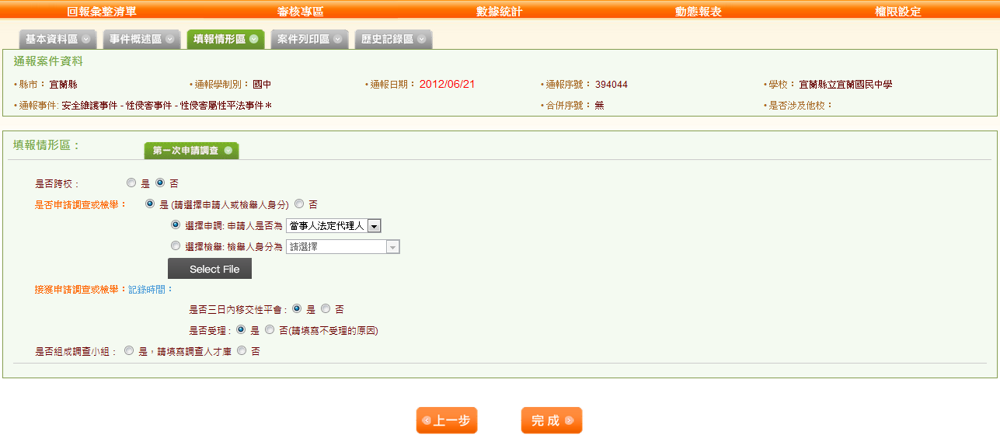 回報彙整清單 審核專區 數據統計 動態報表 權限設定
基本資料區 事件概述區 填報情形區 案件列印區 歷史記錄區
通報案件資料
•縣市： 宜蘭縣 •通報學制別： 國中 •通報日期： 2012/06/21 •通報序號： 394044 •學校： 宜蘭縣立宜蘭國民中學
•通報事件: 安全維護事件 - 性侵害事件 - 性侵害屬性平法事件＊ •合併序號： 無 •是否涉及他校：
填報情形區： 第一次申請調查
是否跨校： 是 否
是否申請調查或檢舉： 是 (請選擇申請人或檢舉人身分) 否
選擇申調: 申請人是否為 當事人法定代理人
選擇檢舉: 檢舉人身分為 請選擇
Select File
接獲申請調查或檢舉：記錄時間：
是否三日內移交性平會 : 是 否
是否受理 : 是 否(請填寫不受理的原因)
是否組成調查小組： 是，請填寫調查人才庫 否
上一步 完成